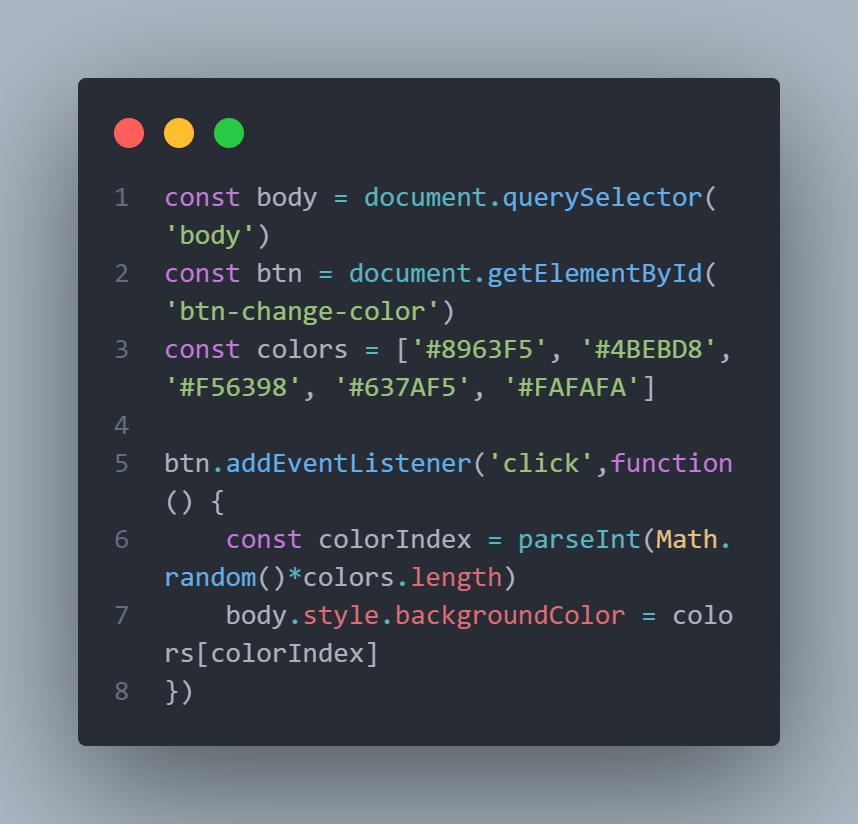 1 const body = document.querySelector(
'body')
2 const btn = document.getElementById(
'btn-change-color')
3 const colors = ['#8963F5', '#4BEBD8',
'#F56398', '#637AF5', '#FAFAFA']
4
5 btn.addEventListener('click',function
() {
6     const colorIndex = parseInt(Math.
random()*colors.length)
7     body.style.backgroundColor = colo
rs[colorIndex]
8 })